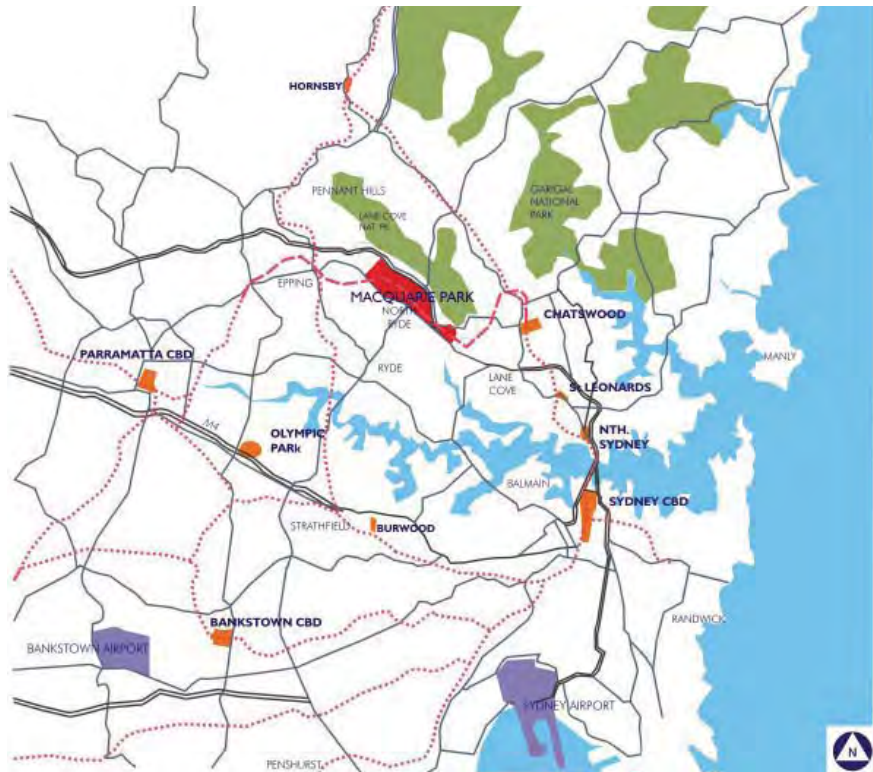 HORNSBY
PENNANT HILLS
LANE COVE
NAT PK
GARIGAL
NATIONAL
PARK
EPPING
MACQUARIE PARK
NORTH
RYDE
CHATSWOOD
PARRAMATTA CBD
RYDE
LANE
COVE
ST LEONARDS
MANLY
M4
OLYMPIC
PARK
NTH.
SYDNEY
BALMAIN
SYDNEY CBD
STRATHFIELD
BURWOOD
BANKSTOWN CBD
RANDWICK
BANKSTOWN AIRPORT
SYDNEY AIRPORT
PENSHURST
N